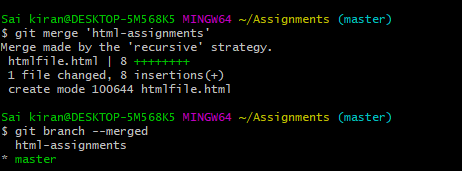 Sai kiran@DESKTOP-5M568K5 MINGW64 ~/Assignments (master)
$ git merge 'html-assignments'
Merge made by the 'recursive' strategy.
 htmlfile.html | 8 ++++++++
 1 file changed, 8 insertions(+)
 create mode 100644 htmlfile.html
Sai kiran@DESKTOP-5M568K5 MINGW64 ~/Assignments (master)
$ git branch --merged
  html-assignments
* master